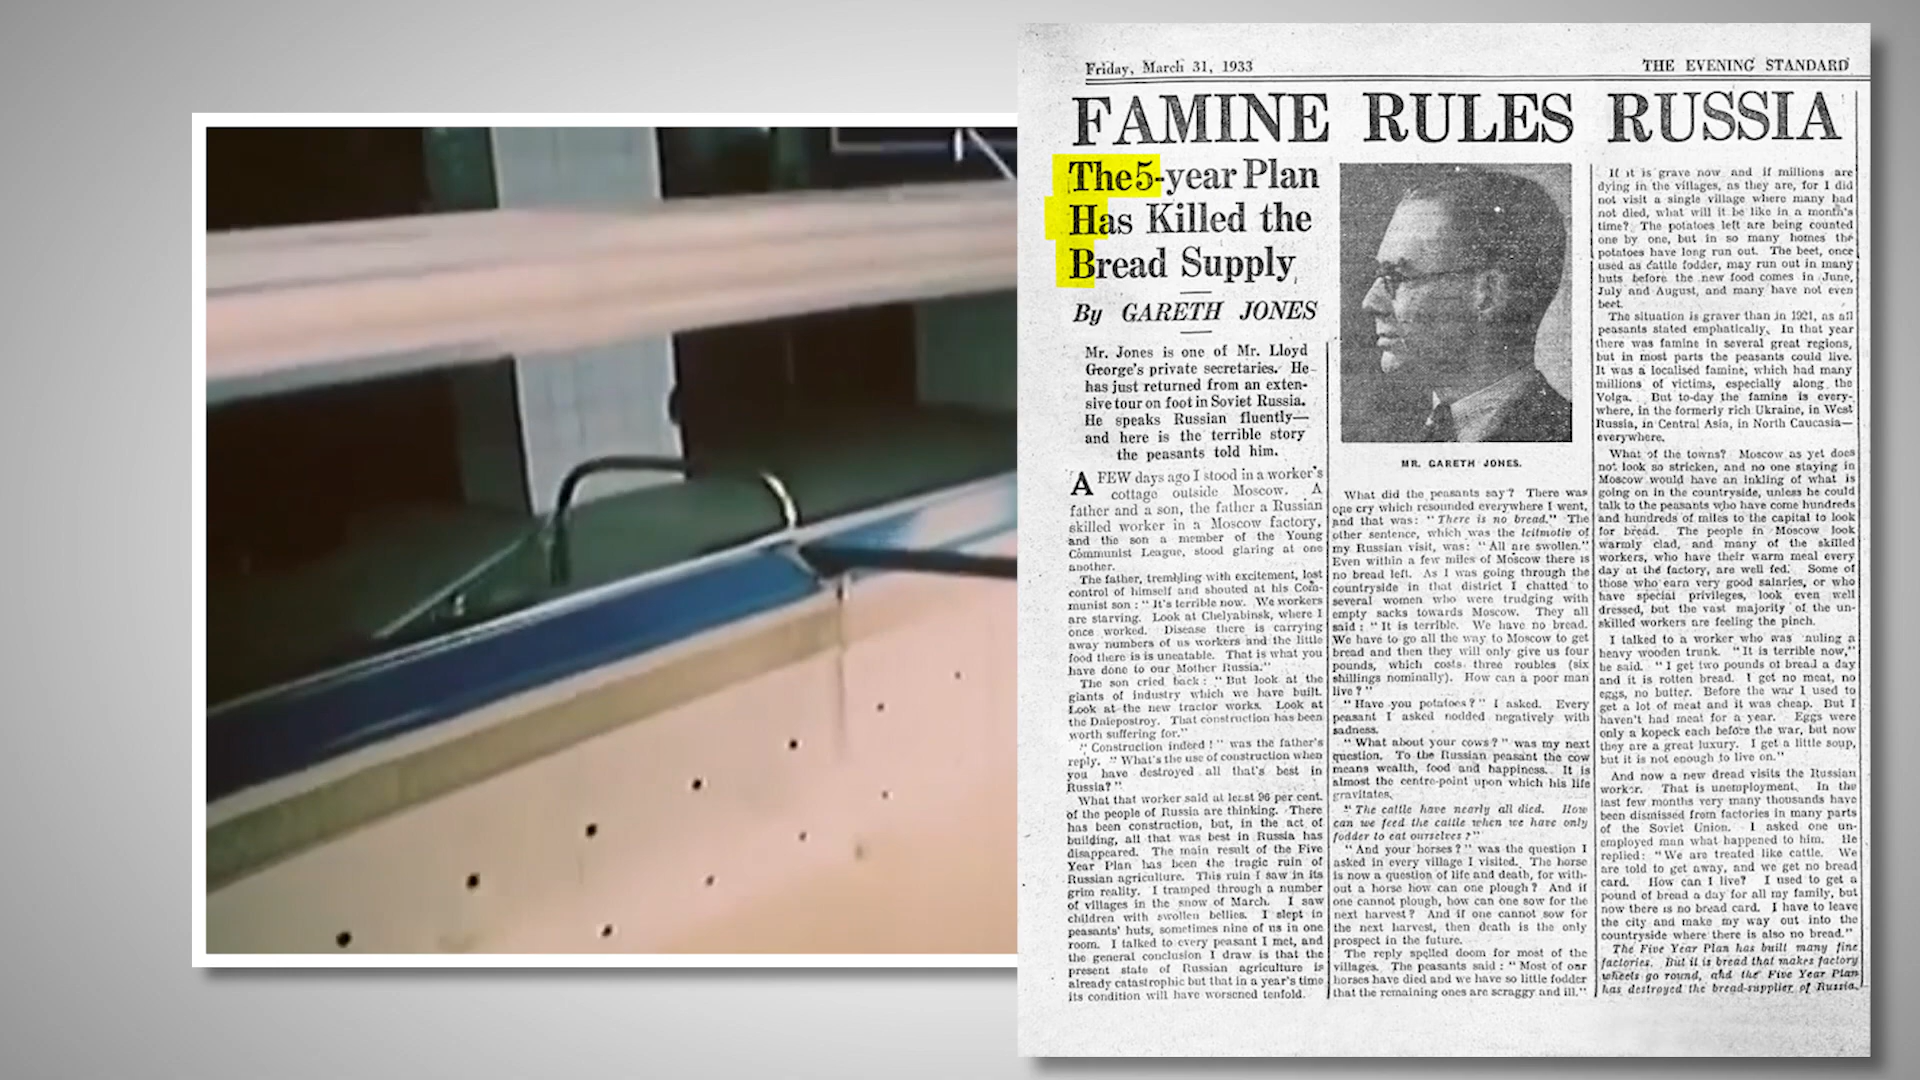 Friday, March 31, 1933
THE EVENING STANDARD
FAMINE RULES RUSSIA
The 5-year Plan
Has Killed the
Bread Supply
By GARETH JONES
Mr. Jones is one of Mr. Lloyd
George's private secretaries. He
has just returned from an exten-
sive tour on foot in Soviet Russia.
He speaks Russian fluently—
and here is the terrible story
the peasants told him.
A FEW days ago I stood in a worker's
cottage outside Moscow. A
father and a son, the father a Russian
skilled worker in a Moscow factory,
and the son a member of the Young
Communist League, stood glaring at one
another.
The father, trembling with excitement, lost
control of himself and shouted at his Com-
munist son: "It's terrible now. We workers
are starving. Look at Chelyabinsk, where I
once worked. Disease there is carrying
away numbers of us workers and the little
food there is is uneatable. That is what you
have done to our Mother Russia."
The son cried back: "But look at the
giants of industry which we have built.
Look at the new tractor works. Look at
the Dniepostroy. That construction has been
worth suffering for."
"Construction indeed!" was the father's
reply. "What's the use of construction when
you have destroyed all that's best in
Russia?"
What that worker said at least 96 per cent.
of the people of Russia are thinking. There
has been construction, but, in the act of
building, all that was best in Russia has
disappeared. The main result of the Five
Year Plan has been the tragic ruin of
Russian agriculture. This ruin I saw in its
grim reality. I tramped through a number
of villages in the snow of March. I saw
children with swollen bellies. I slept in
peasants' huts, sometimes nine of us in one
room. I talked to every peasant I met, and
the general conclusion I draw is that the
present state of Russian agriculture is
already catastrophic but that in a year's time
its condition will have worsened tenfold.
MR. GARETH JONES.
What did the peasants say? There was
one cry which resounded everywhere I went,
and that was: "There is no bread." The
other sentence, which was the leitmotiv of
my Russian visit, was: "All are swollen."
Even within a few miles of Moscow there is
no bread left. As I was going through the
countryside in that district I chatted to
several women who were trudging with
empty sacks towards Moscow. They all
said: "It is terrible. We have no bread.
We have to go all the way to Moscow to get
bread and then they will only give us four
pounds, which costs three roubles (six
shillings nominally). How can a poor man
live?"
"Have you potatoes?" I asked. Every
peasant I asked nodded negatively with
sadness.
"What about your cows?" was my next
question. To the Russian peasant the cow
means wealth, food and happiness. It is
almost the centre-point upon which his life
gravitates.
"The cattle have nearly all died. How
can we feed the cattle when we have only
fodder to eat ourselves?"
"And your horses?" was the question I
asked in every village I visited. The horse
is now a question of life and death, for with-
out a horse how can one plough? And if
one cannot plough, how can one sow for the
next harvest? And if one cannot sow for
the next harvest, then death is the only
prospect in the future.
The reply spelled doom for most of the
villages. The peasants said: "Most of our
horses have died and we have so little fodder
that the remaining ones are scraggy and ill."
If it is grave now and if millions are
dying in the villages, as they are, for I did
not visit a single village where many had
not died, what will it be like in a month's
time? The potatoes left are being counted
one by one, but in so many homes the
potatoes have long run out. The beet, once
used as cattle fodder, may run out in many
huts before the new food comes in June,
July and August, and many have not even
beet.
The situation is graver than in 1921, as all
peasants stated emphatically. In that year
there was famine in several great regions,
but in most parts the peasants could live.
It was a localised famine, which had many
millions of victims, especially along the
Volga. But to-day the famine is every-
where, in the formerly rich Ukraine, in West
Russia, in Central Asia, in North Caucasia—
everywhere.
What of the towns? Moscow as yet does
not look so stricken, and no one staying in
Moscow would have an inkling of what is
going on in the countryside, unless he could
talk to the peasants who have come hundreds
and hundreds of miles to the capital to look
for bread. The people in Moscow look
warmly clad, and many of the skilled
workers, who have their warm meal every
day at the factory, are well fed. Some of
those who earn very good salaries, or who
have special privileges, look even well
dressed, but the vast majority of the un-
skilled workers are feeling the pinch.
I talked to a worker who was hauling a
heavy wooden trunk. "It is terrible now,"
he said. "I get two pounds of bread a day
and it is rotten bread. I get no meat, no
eggs, no butter. Before the war I used to
get a lot of meat and it was cheap. But I
haven't had meat for a year. Eggs were
only a kopeck each before the war, but now
they are a great luxury. I get a little soup,
but it is not enough to live on."
And now a new dread visits the Russian
worker. That is unemployment. In the
last few months very many thousands have
been dismissed from factories in many parts
of the Soviet Union. I asked one un-
employed man what happened to him. He
replied: "We are treated like cattle. We
are told to get away, and we get no bread
card. How can I live? I used to get a
pound of bread a day for all my family, but
now there is no bread card. I have to leave
the city and make my way out into the
countryside where there is also no bread."
The Five Year Plan has built many fine
factories. But it is bread that makes factory
wheels go round, and the Five Year Plan
has destroyed the bread-supplier of Russia.